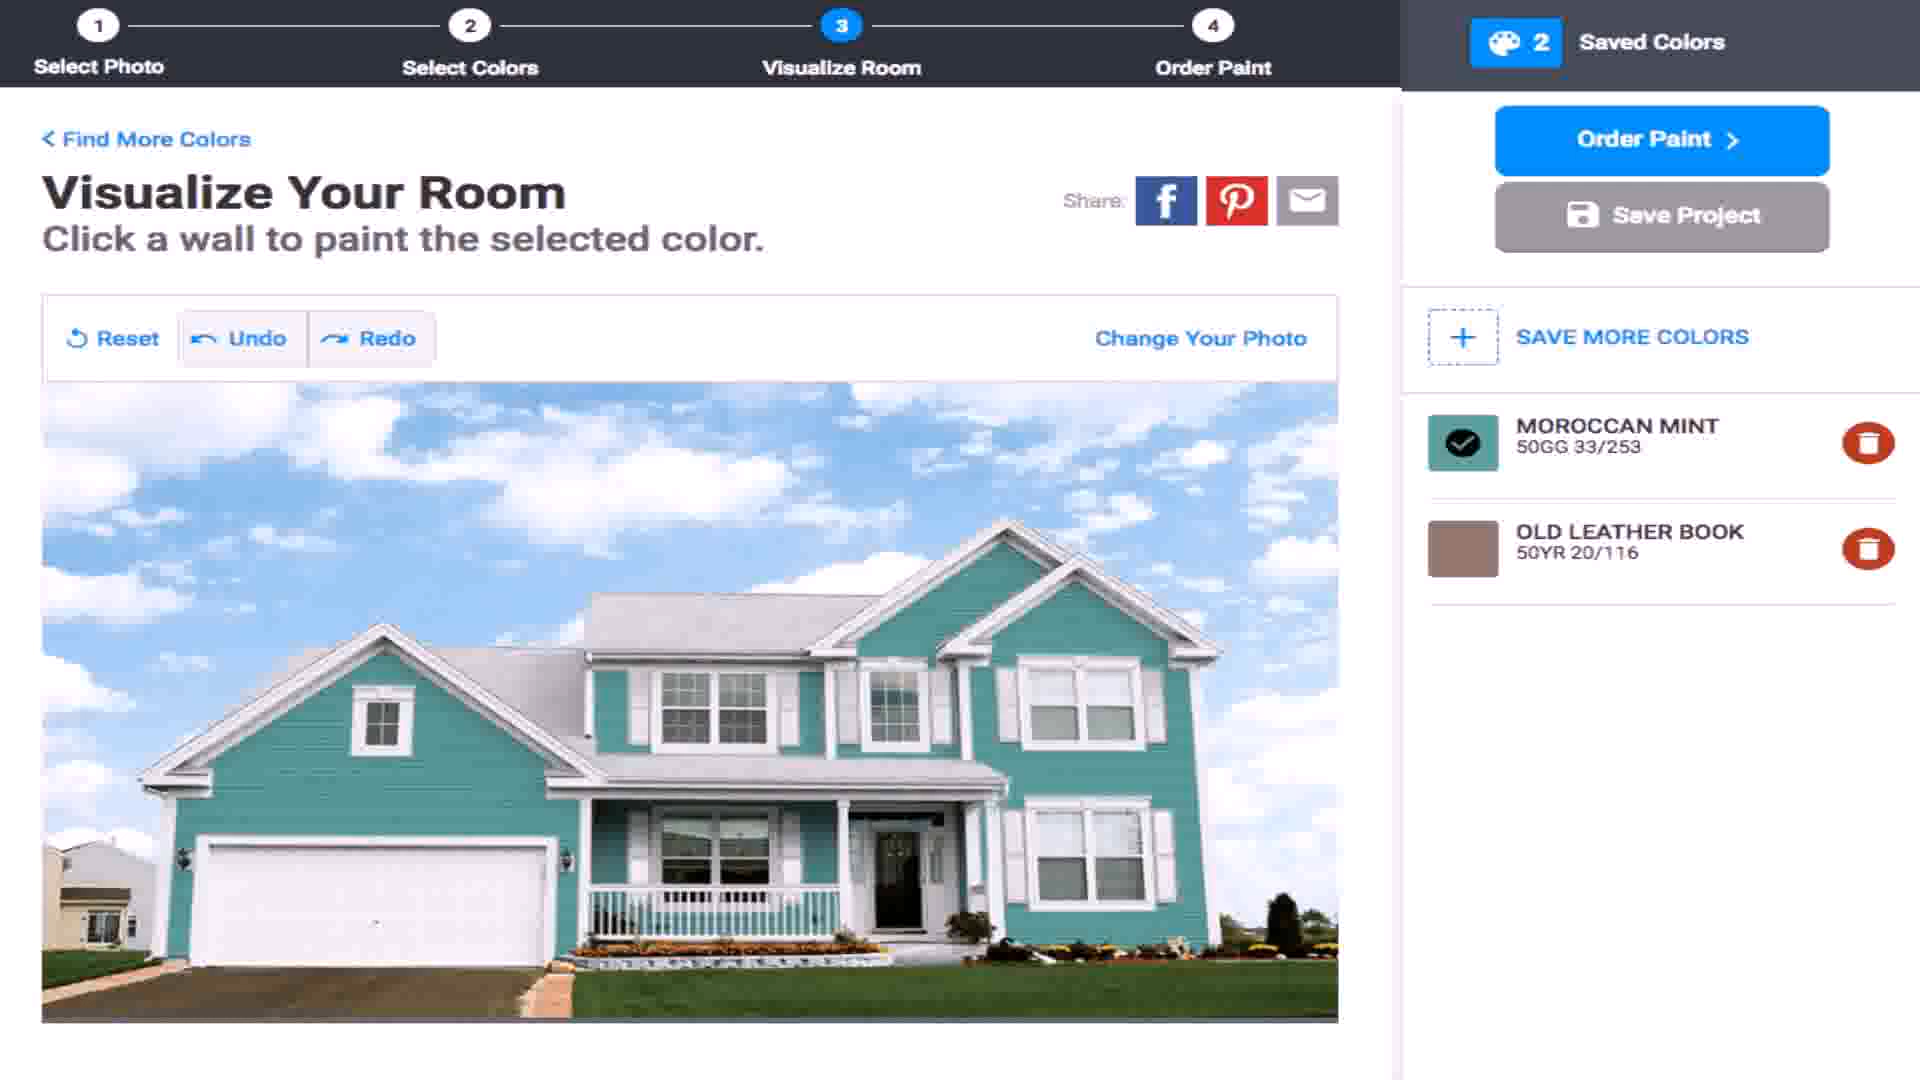 1
2
3
4
Select Photo
Select Colors
Visualize Room
Order Paint
2 Saved Colors
< Find More Colors
Visualize Your Room
Click a wall to paint the selected color.
Share:
Order Paint >
Save Project
Reset
Undo
Redo
Change Your Photo
+ SAVE MORE COLORS
MOROCCAN MINT
50GG 33/253
OLD LEATHER BOOK
50YR 20/116